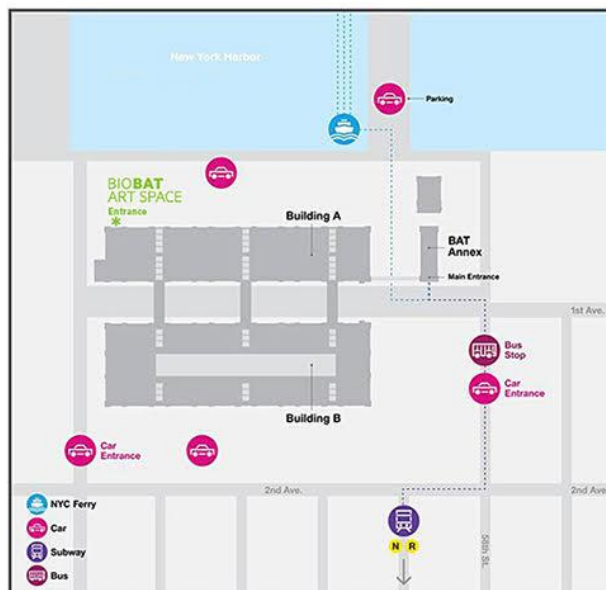 New York Harbor
Parking
BIOBAT
ART SPACE
Entrance
*
Building A
BAT
Annex
Main Entrance
1st Ave.
Bus
Stop
Car
Entrance
Building B
Car
Entrance
2nd Ave.
2nd Ave.
NYC Ferry
Car
Subway
Bus
N R
58th St.